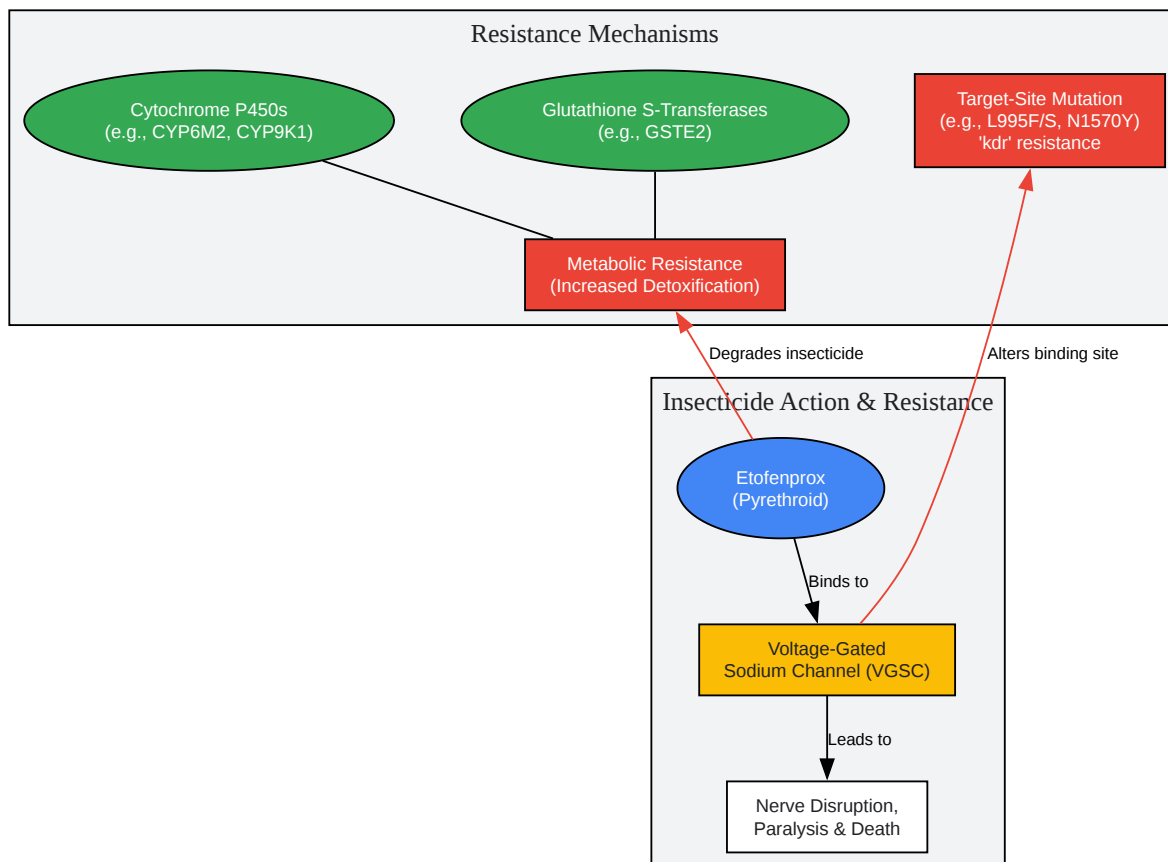 Resistance Mechanisms
Cytochrome P450s
(e.g., CYP6M2, CYP9K1)
Glutathione S-Transferases
(e.g., GSTE2)
Target-Site Mutation
(e.g., L995F/S, N1570Y)
'kdr' resistance
Metabolic Resistance
(Increased Detoxification)
Degrades insecticide
Alters binding site
Insecticide Action & Resistance
Etofenprox
(Pyrethroid)
Binds to
Voltage-Gated
Sodium Channel (VGSC)
Leads to
Nerve Disruption,
Paralysis & Death